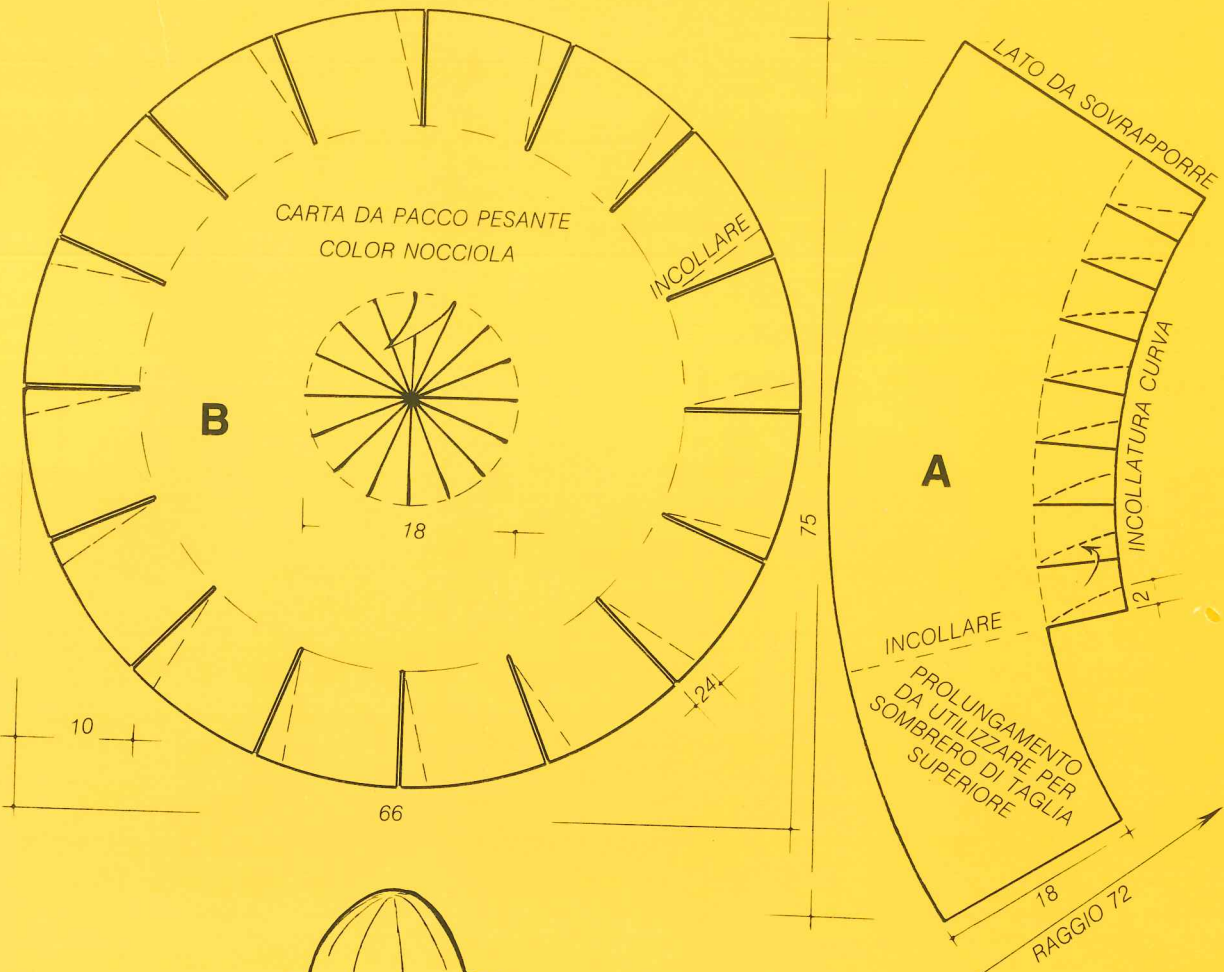 CARTA DA PACCO PESANTE
COLOR NOCCIOLA
INCOLLARE
B
18
10
66
24
75
LATO DA SOVRAPPORRE
A
INCOLLATURA CURVA
2
INCOLLARE
PROLUNGAMENTO
DA UTILIZZARE PER
SOMBRERO DI TAGLIA
SUPERIORE
18
RAGGIO 72